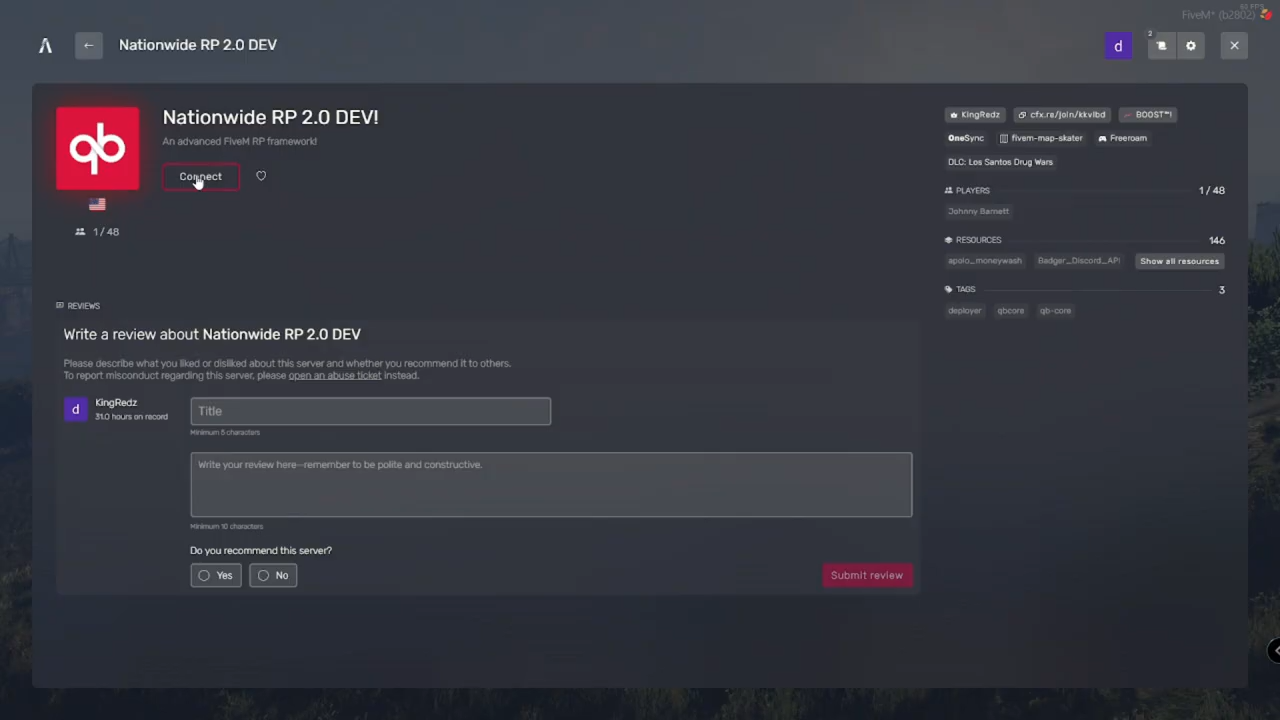 65 FPS
FiveM* (b2802)
Nationwide RP 2.0 DEV
d
2
qb
Nationwide RP 2.0 DEV!
An advanced FiveM RP framework!
Connect
1 / 48
KingRedz
cfx.re/join/kkvlbd
BOOST™!
OneSync
fivem-map-skater
Freeroam
DLC: Los Santos Drug Wars
PLAYERS 1 / 48
Johnny Barnett
RESOURCES 146
apolo_moneywash Badger_Discord_API Show all resources
TAGS 3
deployer qbcore qb-core
REVIEWS
Write a review about Nationwide RP 2.0 DEV
Please describe what you liked or disliked about this server and whether you recommend it to others.
To report misconduct regarding this server, please open an abuse ticket instead.
d
KingRedz
31.0 hours on record
Title
Minimum 5 characters
Write your review here—remember to be polite and constructive.
Minimum 10 characters
Do you recommend this server?
Yes No
Submit review